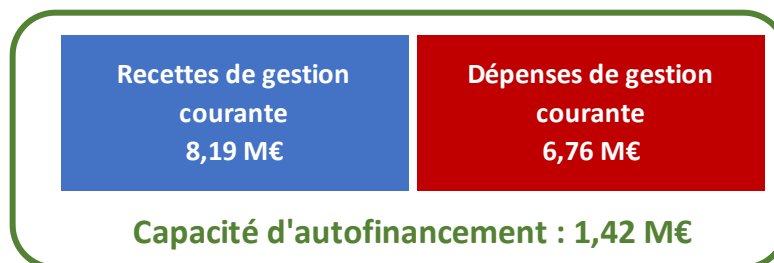 Recettes de gestion
courante
8,19 M€
Dépenses de gestion
courante
6,76 M€
Capacité d'autofinancement : 1,42 M€